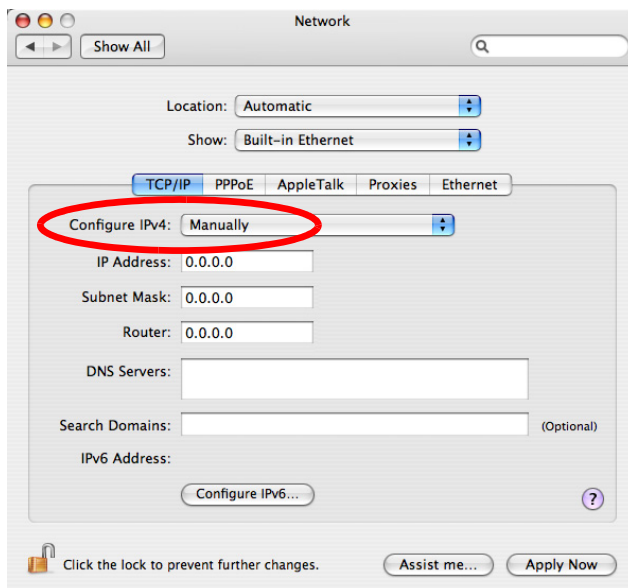 Network
Show All
Location: Automatic
Show: Built-in Ethernet
TCP/IP PPPoE AppleTalk Proxies Ethernet
Configure IPv4: Manually
IP Address: 0.0.0.0
Subnet Mask: 0.0.0.0
Router: 0.0.0.0
DNS Servers:
Search Domains: (Optional)
IPv6 Address:
Configure IPv6...
?
Click the lock to prevent further changes. Assist me... Apply Now